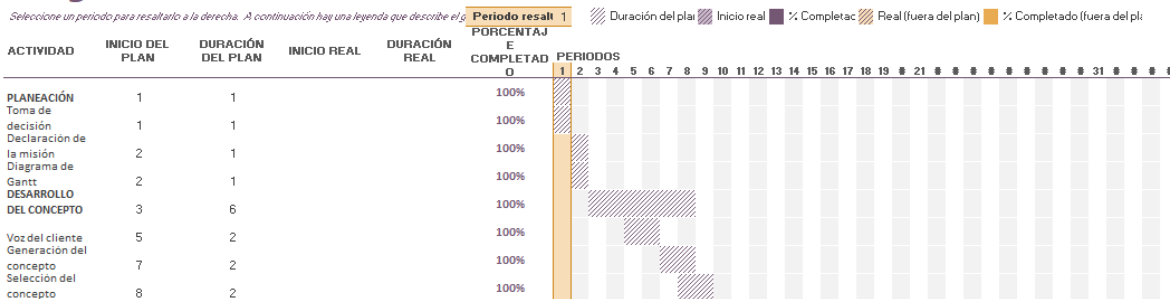 Seleccione un periodo para resaltarlo a la derecha. A continuación hay una leyenda que describe el g
Periodo resalt 1
Duración del plan
Inicio real
% Completac
Real (fuera del plan)
% Completado (fuera del pla
ACTIVIDAD
INICIO DEL PLAN
DURACIÓN DEL PLAN
INICIO REAL
DURACIÓN REAL
PORCENTAJ
E
COMPLETAD
O
PERIODOS
1 2 3 4 5 6 7 8 9 10 11 12 13 14 15 16 17 18 19 # 21 # # # # # # # # # 31 # # # #
PLANEACIÓN 1 1 100%
Toma de
decisión 1 1 100%
Declaración de
la misión 2 1 100%
Diagrama de
Gantt 2 1 100%
DESARROLLO
DEL CONCEPTO 3 6 100%
Voz del cliente 5 2 100%
Generación del
concepto 7 2 100%
Selección del
concepto 8 2 100%